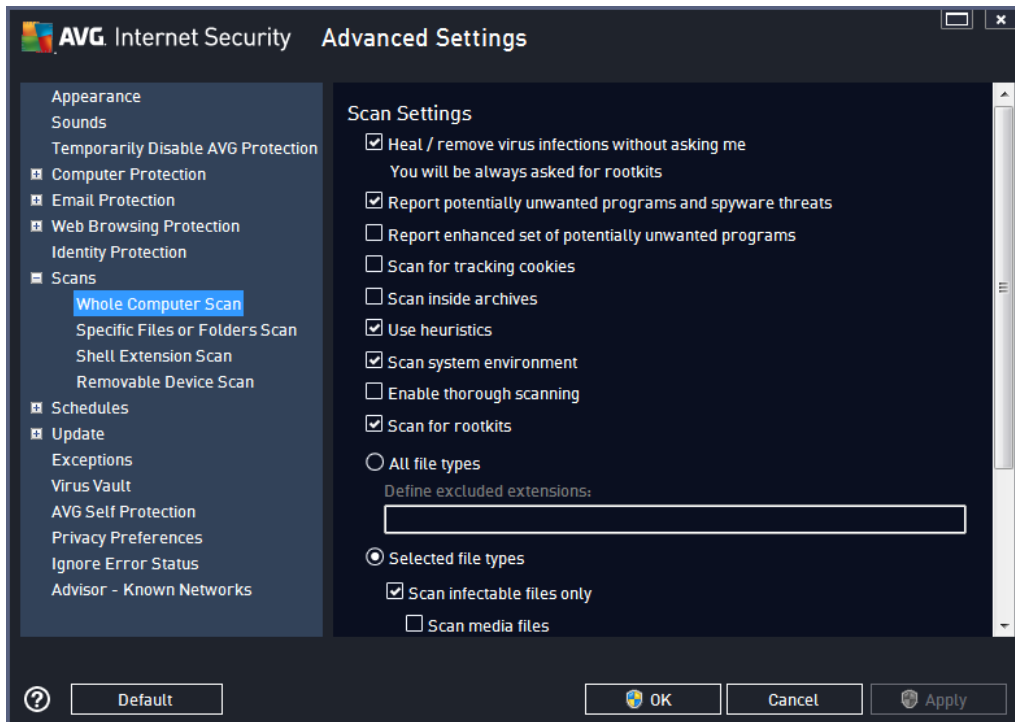 AVG. Internet Security Advanced Settings
Appearance
Sounds
Temporarily Disable AVG Protection
Computer Protection
Email Protection
Web Browsing Protection
Identity Protection
Scans
Whole Computer Scan
Specific Files or Folders Scan
Shell Extension Scan
Removable Device Scan
Schedules
Update
Exceptions
Virus Vault
AVG Self Protection
Privacy Preferences
Ignore Error Status
Advisor - Known Networks
Scan Settings
Heal / remove virus infections without asking me
You will be always asked for rootkits
Report potentially unwanted programs and spyware threats
Report enhanced set of potentially unwanted programs
Scan for tracking cookies
Scan inside archives
Use heuristics
Scan system environment
Enable thorough scanning
Scan for rootkits
All file types
Define excluded extensions:
Selected file types
Scan infectable files only
Scan media files
? Default OK Cancel Apply